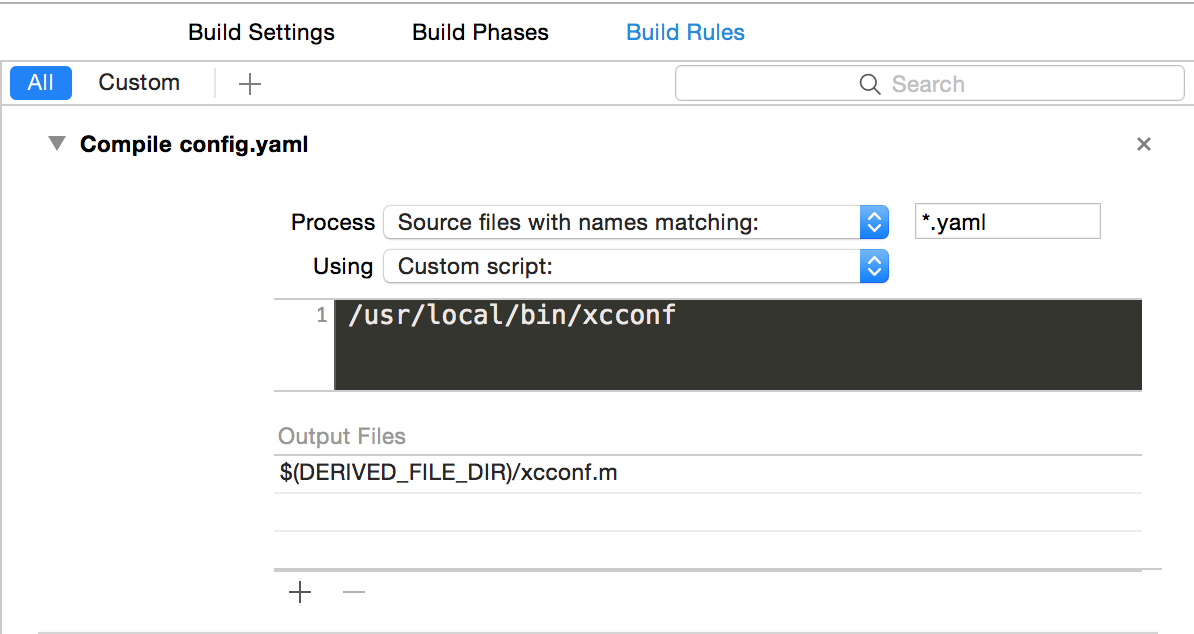 Build Settings Build Phases Build Rules
All Custom Search
Compile config.yaml
Process Source files with names matching: *.yaml
Using Custom script:
1 /usr/local/bin/xcconf
Output Files
$(DERIVED_FILE_DIR)/xcconf.m